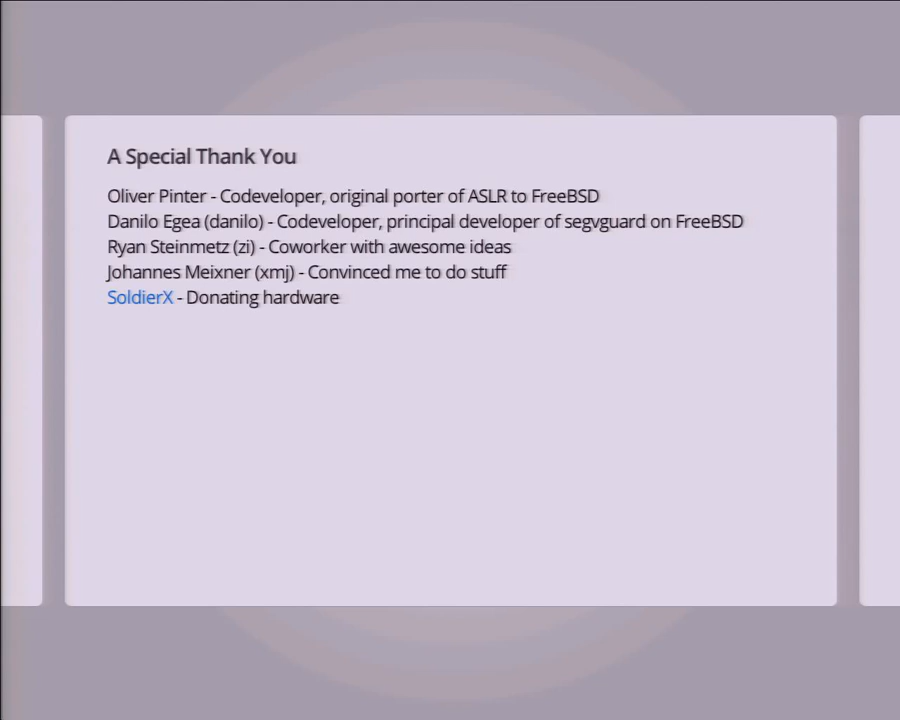 A Special Thank You
Oliver Pinter - Codeveloper, original porter of ASLR to FreeBSD
Danilo Egea (danilo) - Codeveloper, principal developer of segvguard on FreeBSD
Ryan Steinmetz (zi) - Coworker with awesome ideas
Johannes Meixner (xmj) - Convinced me to do stuff
SoldierX - Donating hardware